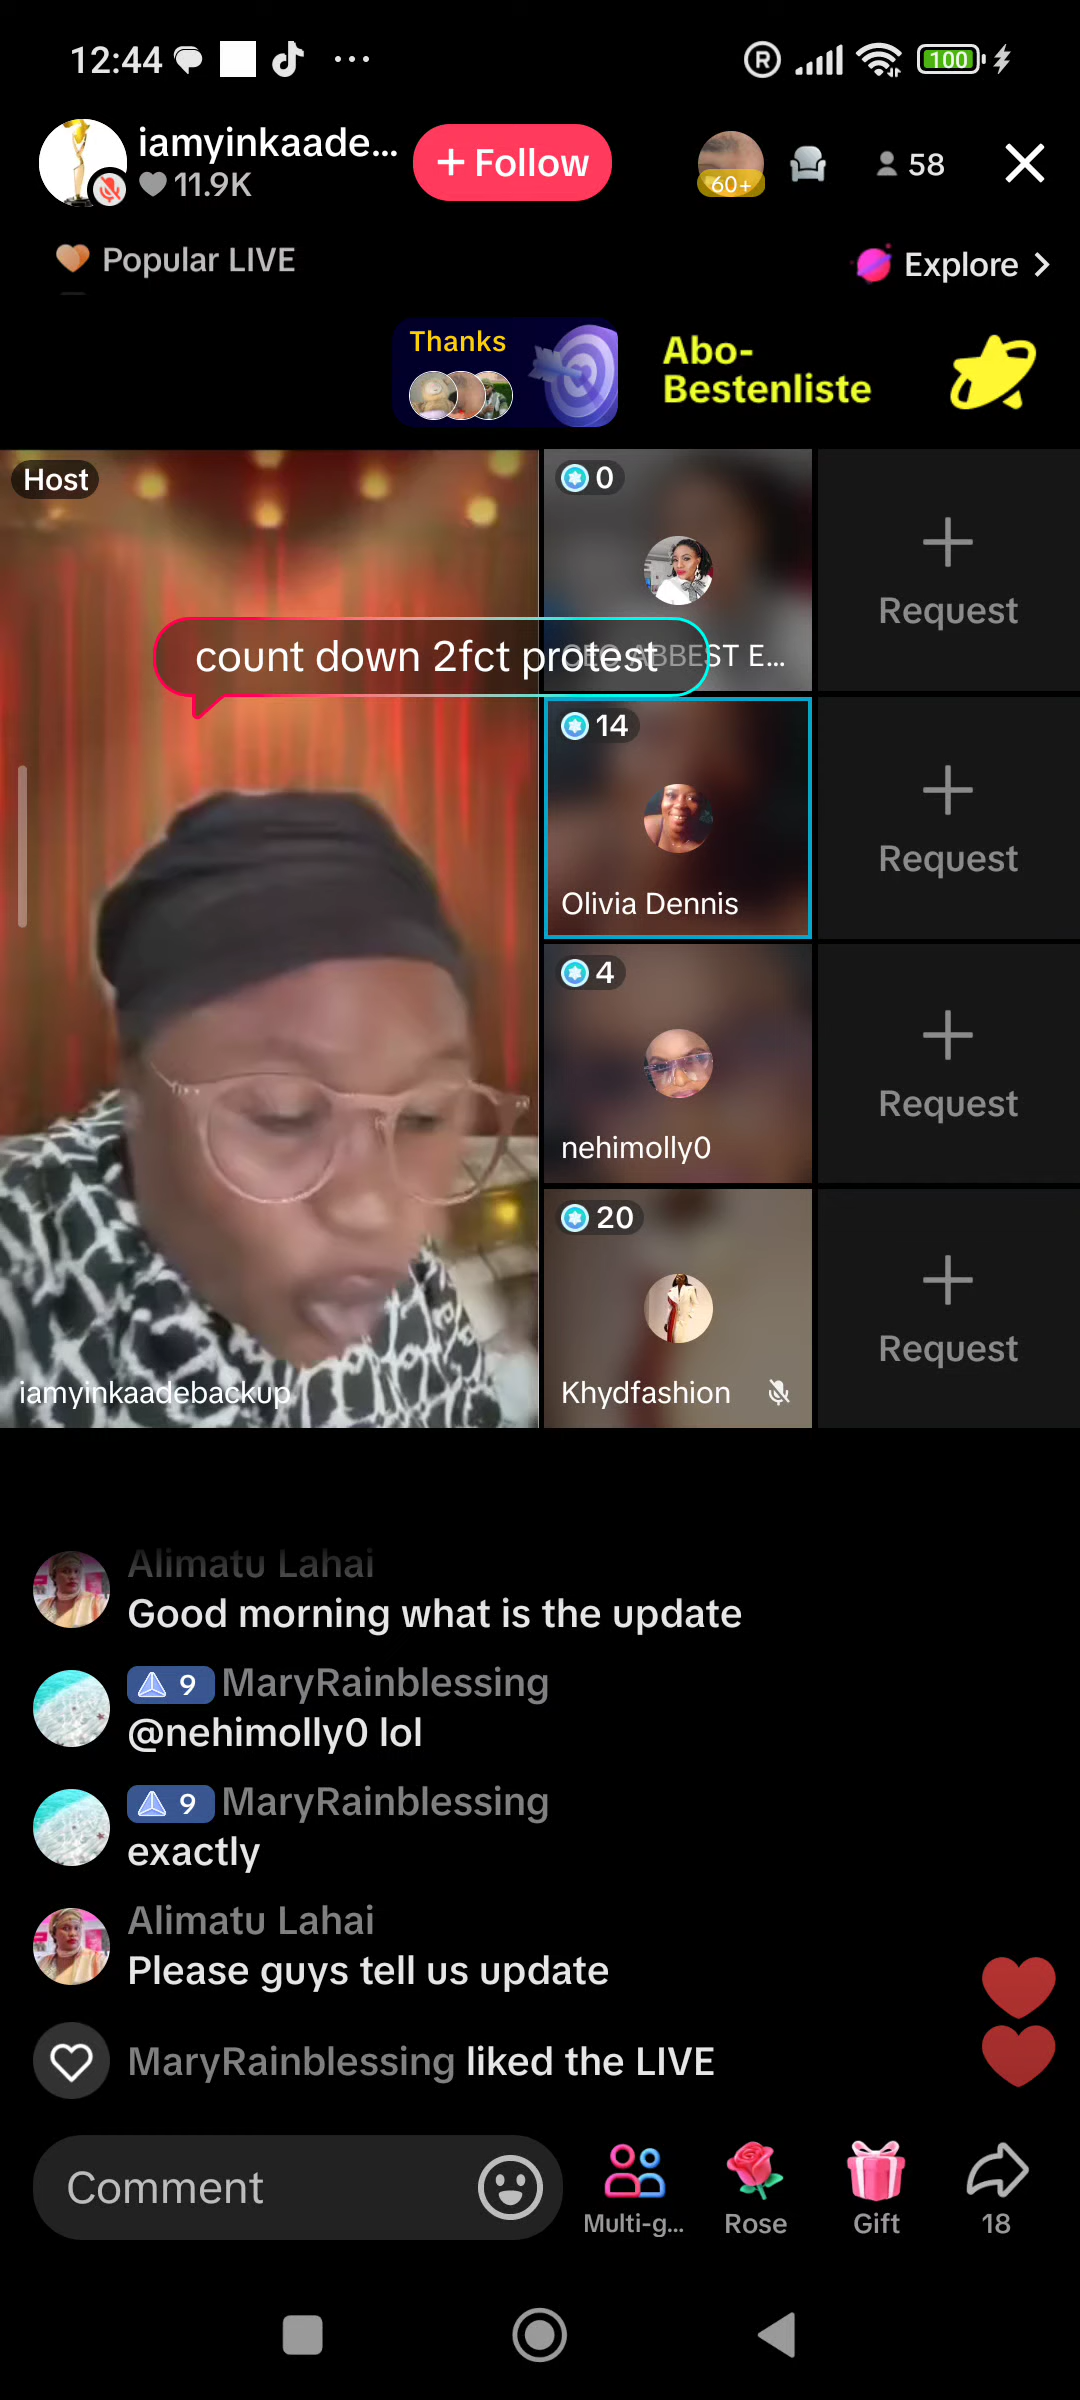 12:44
R
100
iamyinkaade...
+ Follow
60+
58
11.9K
Popular LIVE
Explore >
Thanks
Abo-
Bestenliste
Host
0
Request
count down 2fct protest
ST E...
14
Request
Olivia Dennis
4
Request
nehimolly0
20
Request
iamyinkaadebackup
Khydfashion
Alimatu Lahai
Good morning what is the update
9 MaryRainblessing
@nehimolly0 lol
9 MaryRainblessing
exactly
Alimatu Lahai
Please guys tell us update
MaryRainblessing liked the LIVE
Comment
Multi-g...
Rose
Gift
18